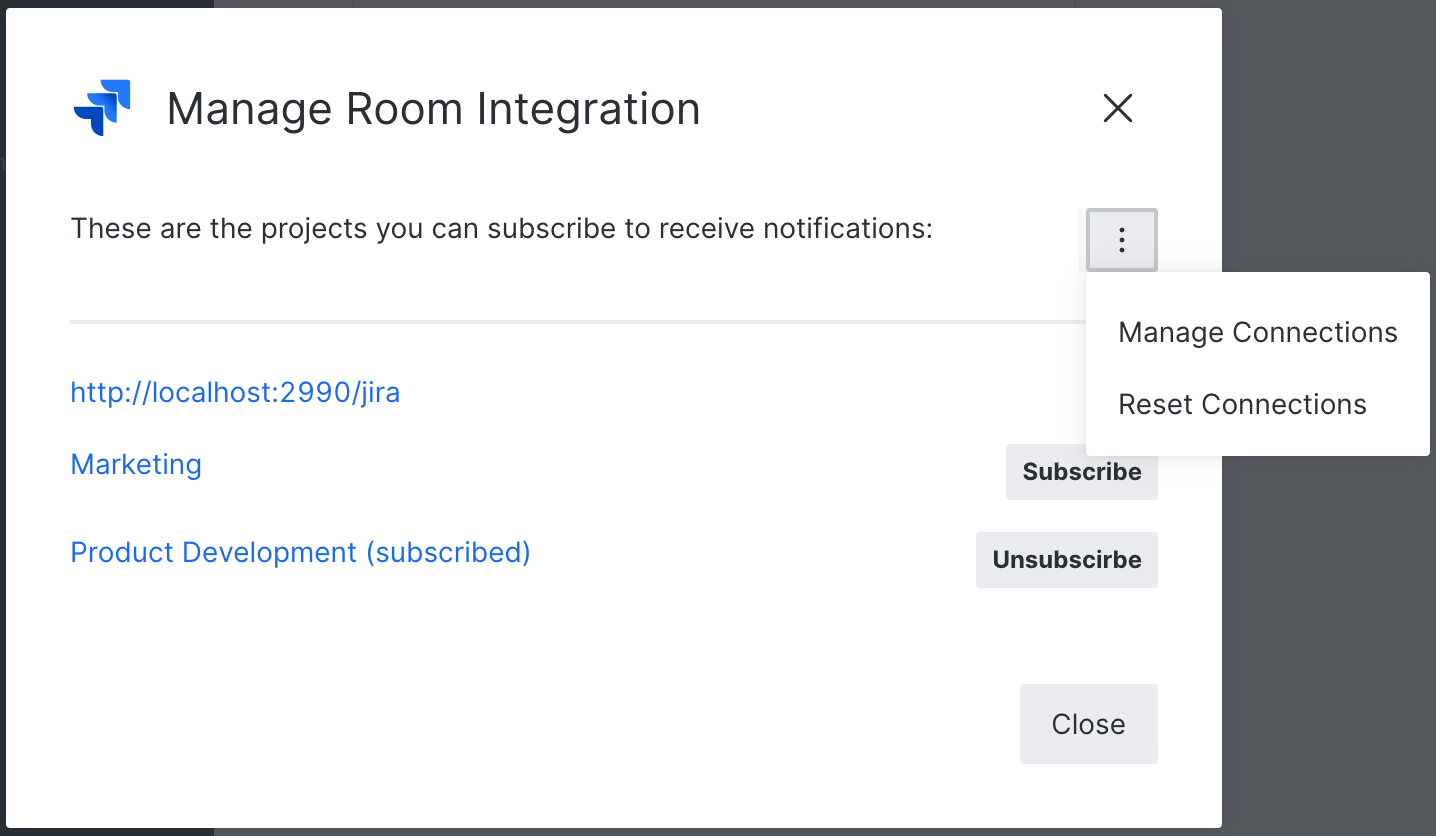 Manage Room Integration
These are the projects you can subscribe to receive notifications:
Manage Connections
http://localhost:2990/jira
Reset Connections
Marketing
Subscribe
Product Development (subscribed)
Unsubscirbe
Close